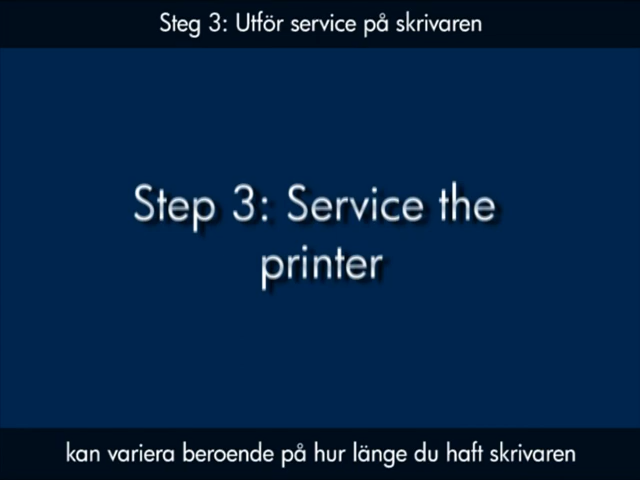 Steg 3: Utför service på skrivaren
Step 3: Service the
printer
kan variera beroende på hur länge du haft skrivaren